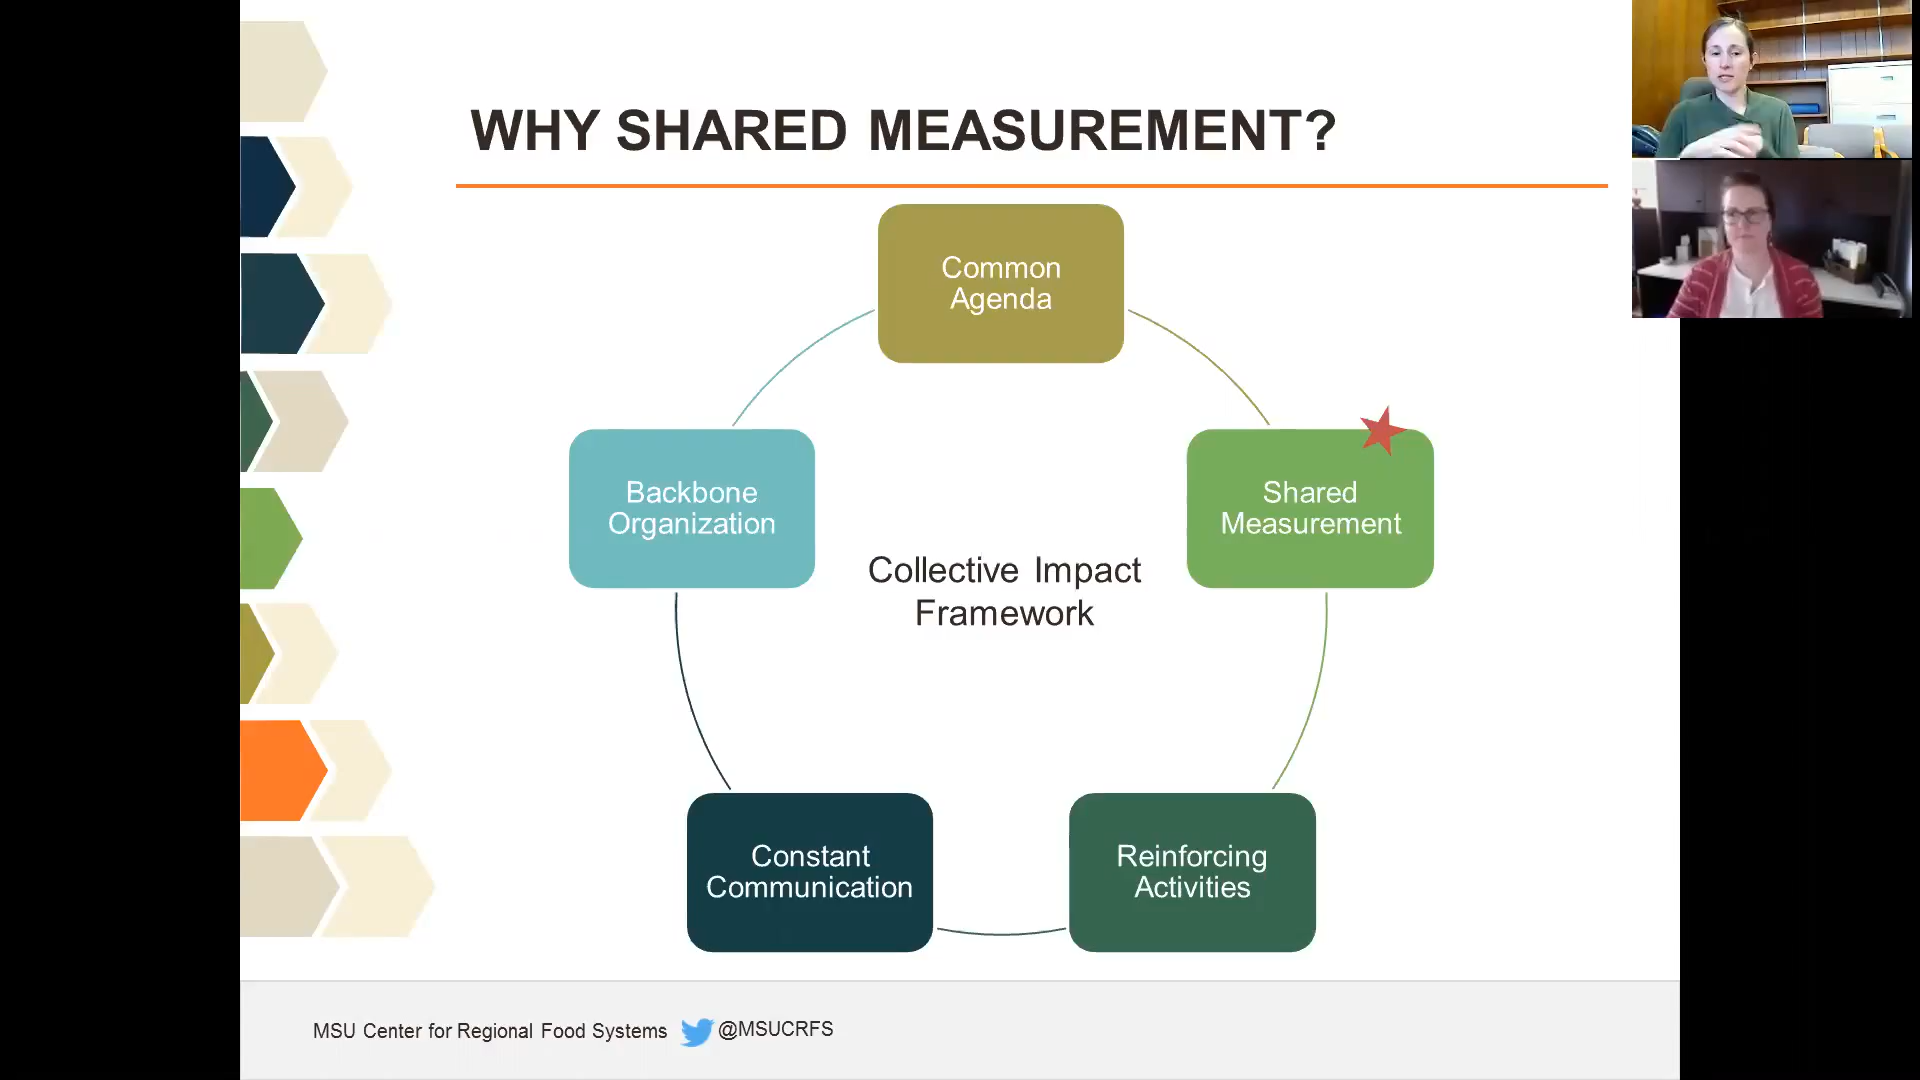 WHY SHARED MEASUREMENT?
Common
Agenda
Backbone
Organization
Shared
Measurement
Collective Impact
Framework
Constant
Communication
Reinforcing
Activities
MSU Center for Regional Food Systems
@MSUCRFS